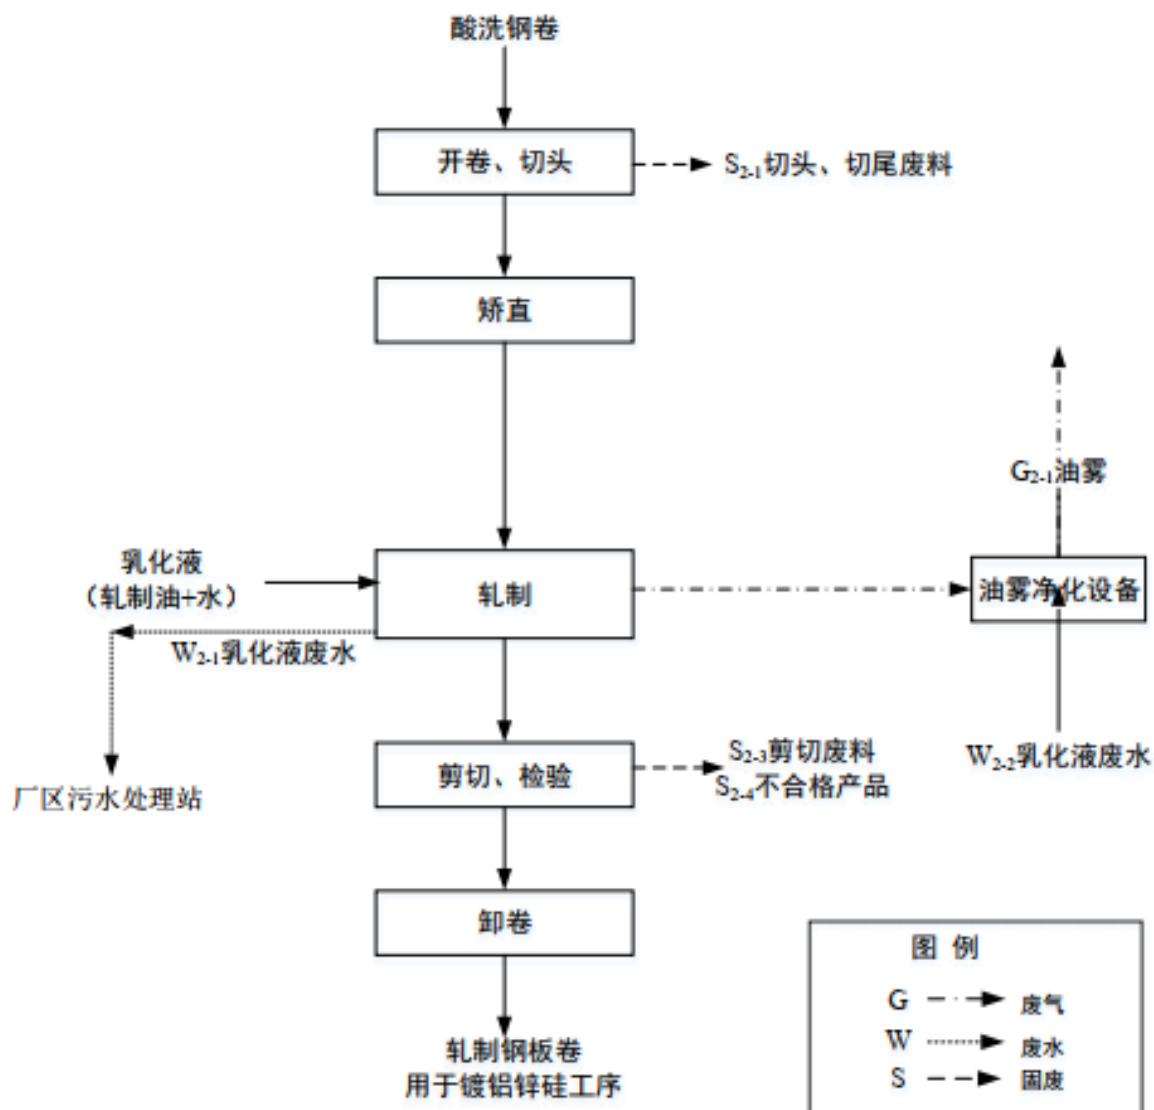 酸洗钢卷
开卷、切头
S2-1切头、切尾废料
矫直
G2-1油雾
乳化液
（轧制油+水）
轧制
油雾净化设备
W2-1乳化液废水
剪切、检验
S2-3剪切废料
S2-4不合格产品
W2-2乳化液废水
厂区污水处理站
卸卷
轧制钢板卷
用于镀铝锌硅工序
图 例
G 废气
W 废水
S 固废